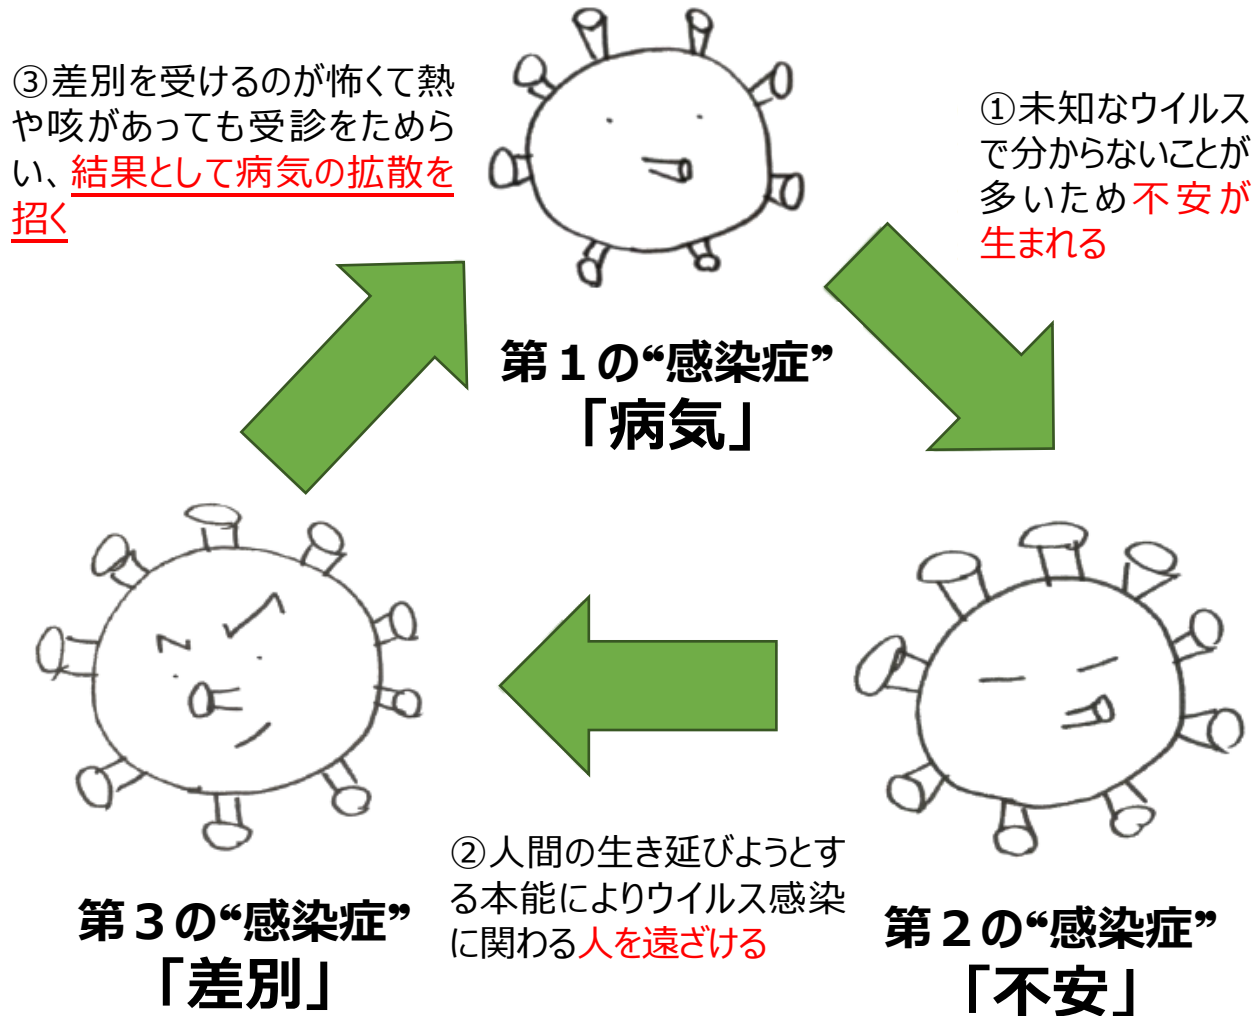 ③差別を受けるのが怖くて熱
や咳があっても受診をためら
い、結果として病気の拡散を
招く
①未知なウイルス
で分からないことが
多いため不安が
生まれる
第１の“感染症”
「病気」
②人間の生き延びようとす
る本能によりウイルス感染
に関わる人を遠ざける
第３の“感染症”
「差別」
第２の“感染症”
「不安」